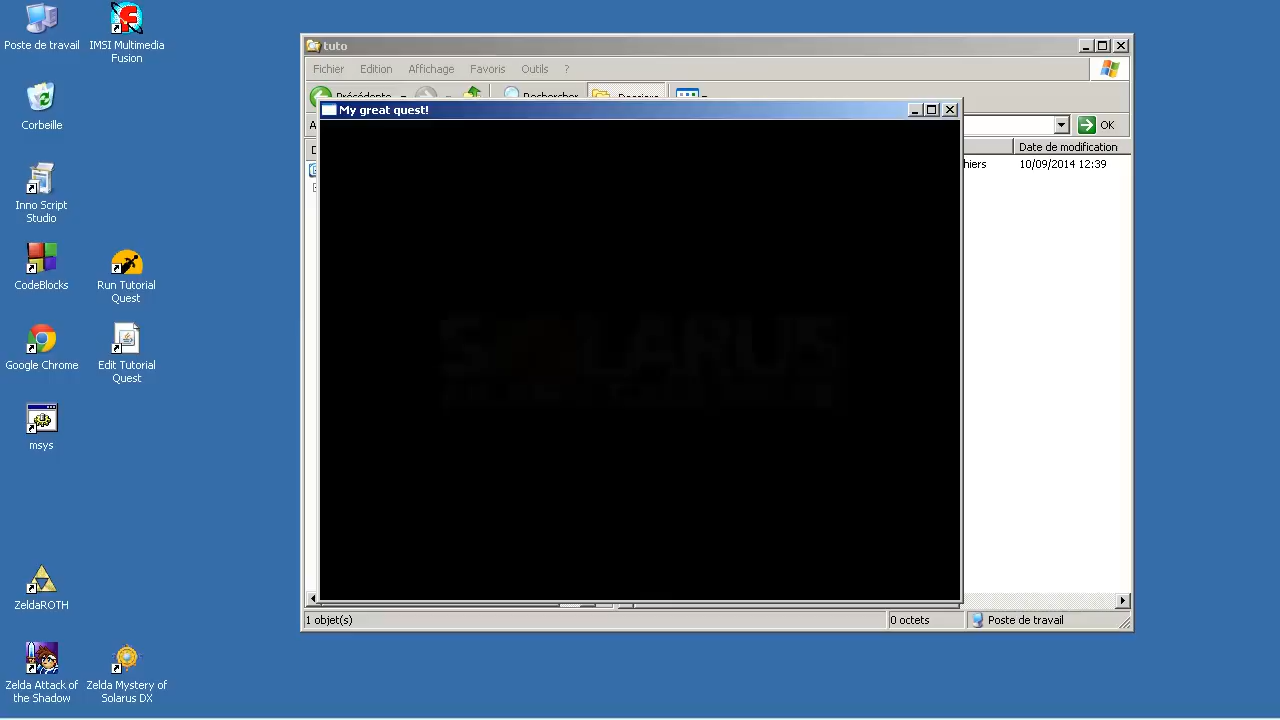 Poste de travail
IMSI Multimedia
Fusion
Corbeille
Inno Script
Studio
CodeBlocks
Run Tutorial
Quest
Google Chrome
Edit Tutorial
Quest
msys
ZeldaROTH
Zelda Attack of
the Shadow
Zelda Mystery of
Solarus DX
tuto
Fichier Edition Affichage Favoris Outils ?
Précédente Rechercher Dossiers
My great quest!
OK
Date de modification
hiers 10/09/2014 12:39
SOLARUS
1 objet(s) 0 octets Poste de travail